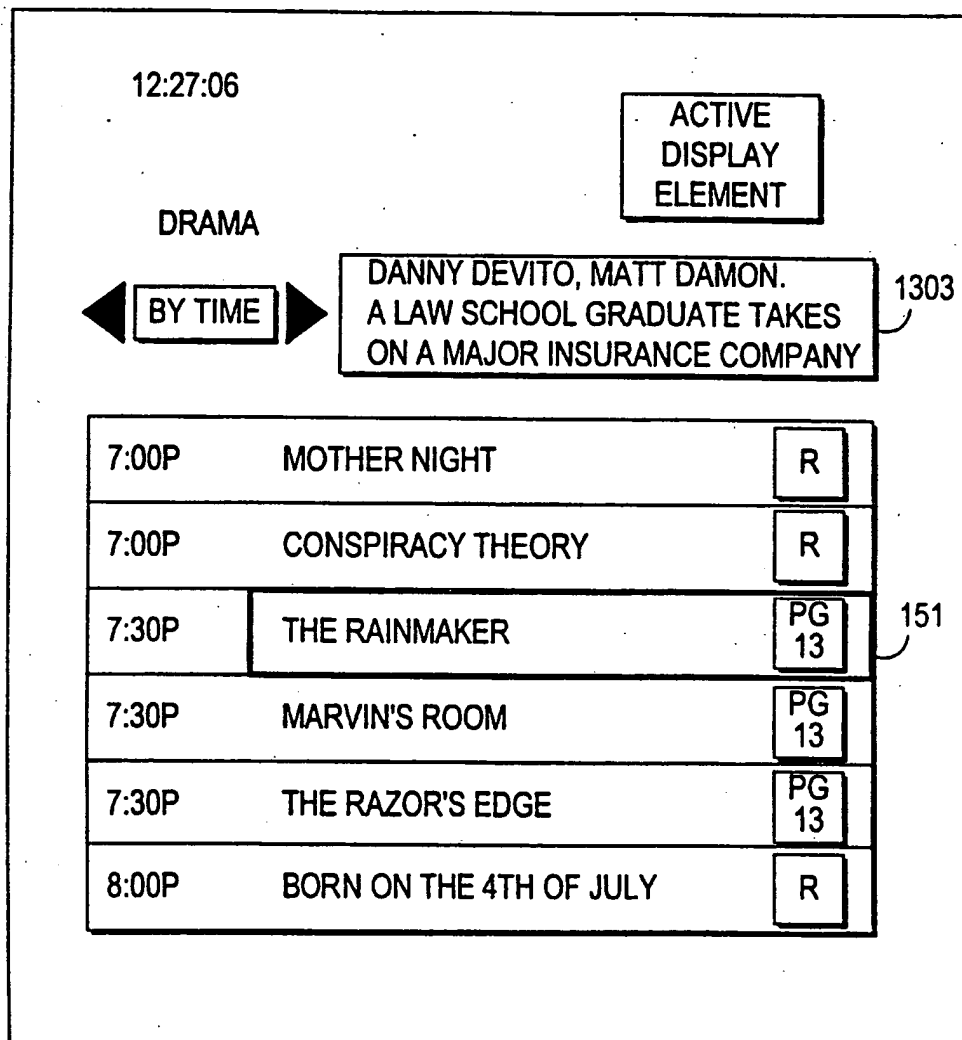 12:27:06
ACTIVE
DISPLAY
ELEMENT
DRAMA
BY TIME
DANNY DEVITO, MATT DAMON.
A LAW SCHOOL GRADUATE TAKES
ON A MAJOR INSURANCE COMPANY
1303
7:00P MOTHER NIGHT R
7:00P CONSPIRACY THEORY R
7:30P THE RAINMAKER PG 13
151
7:30P MARVIN'S ROOM PG 13
7:30P THE RAZOR'S EDGE PG 13
8:00P BORN ON THE 4TH OF JULY R